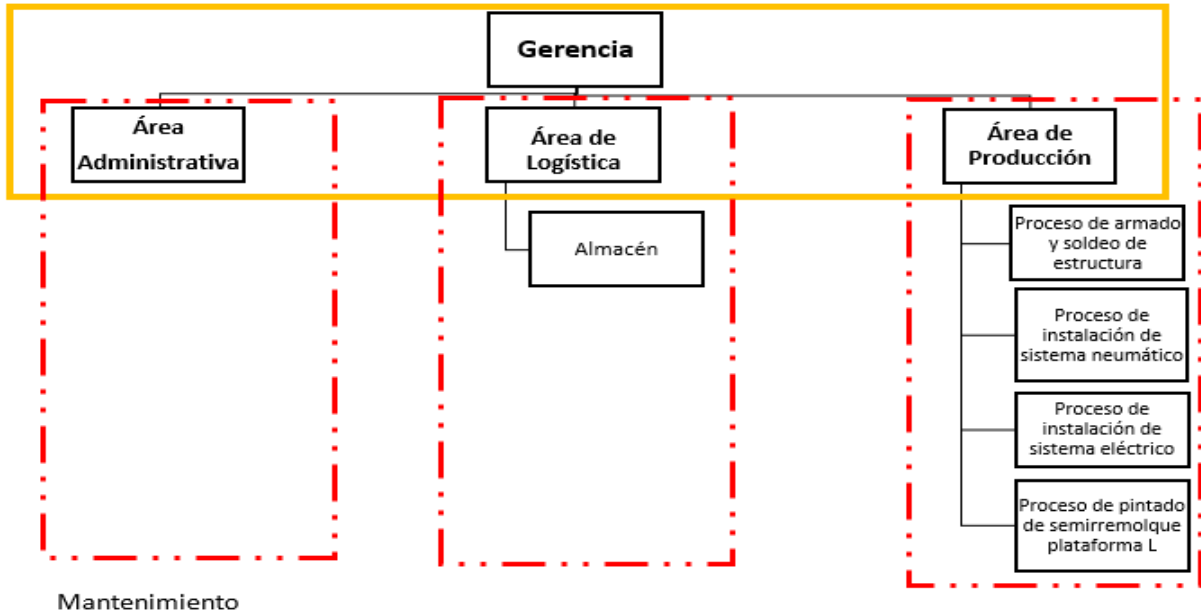 Gerencia
Área
Administrativa
Área de
Logística
Área de
Producción
Almacén
Proceso de armado
y soldeo de
estructura
Proceso de
instalación de
sistema neumático
Proceso de
instalación de
sistema eléctrico
Proceso de pintado
de semirremolque
plataforma L
Mantenimiento